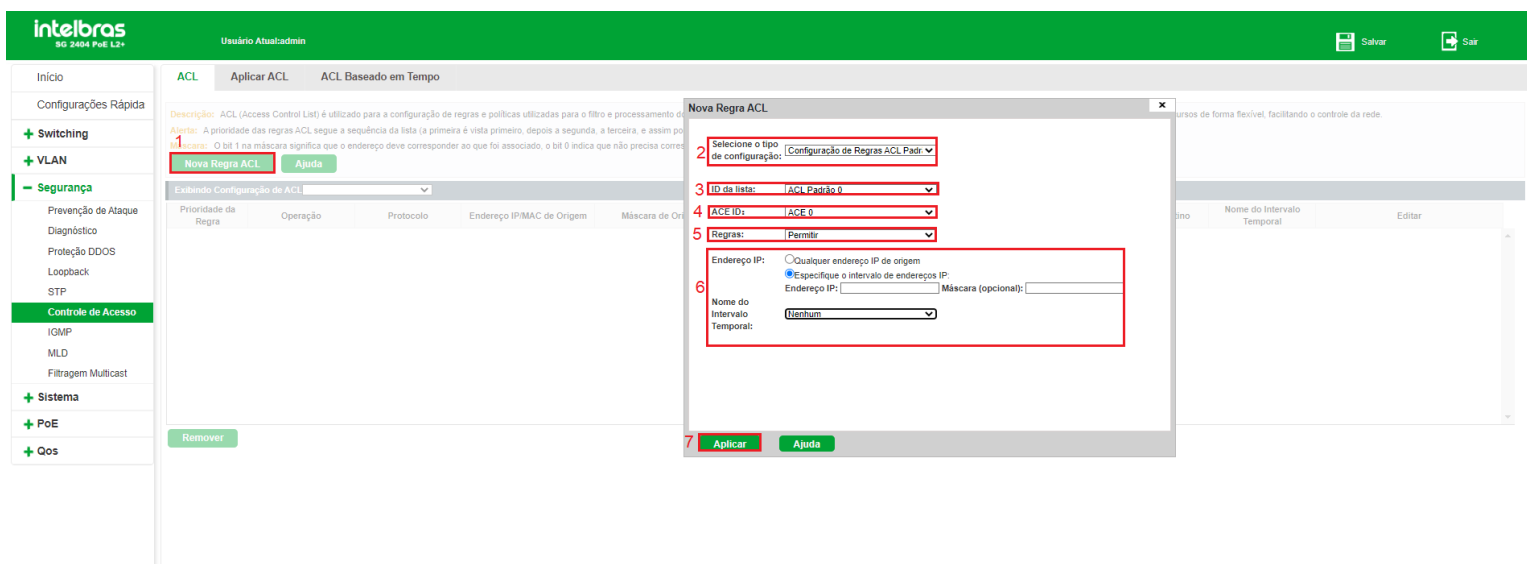 intelbras
SG 2404 PoE L2+
Usuário Atual:admin
Salvar
Sair
Início
Configurações Rápida
+ Switching
+ VLAN
− Segurança
Prevenção de Ataque
Diagnóstico
Proteção DDOS
Loopback
STP
Controle de Acesso
IGMP
MLD
Filtragem Multicast
+ Sistema
+ PoE
+ Qos
ACL
Aplicar ACL
ACL Baseado em Tempo
Descrição: ACL (Access Control List) é utilizado para a configuração de regras e políticas utilizadas para o filtro e processamento d
ursos de forma flexível, facilitando o controle da rede.
Alerta: A prioridade das regras ACL segue a sequência da lista (a primeira é vista primeiro, depois a segunda, a terceira, e assim po
Máscara: O bit 1 na máscara significa que o endereço deve corresponder ao que foi associado, o bit 0 indica que não precisa corres
1
Nova Regra ACL
Ajuda
Exibindo Configuração de ACL
Prioridade da Regra
Operação
Protocolo
Endereço IP/MAC de Origem
Máscara de Ori
ino
Nome do Intervalo Temporal
Editar
Remover
Nova Regra ACL
x
2
Selecione o tipo de configuração:
Configuração de Regras ACL Padr
3
ID da lista:
ACL Padrão 0
4
ACE ID:
ACE 0
5
Regras:
Permitir
6
Endereço IP:
Qualquer endereço IP de origem
Especifique o intervalo de endereços IP:
Endereço IP:
Máscara (opcional):
Nome do Intervalo Temporal:
Nenhum
7
Aplicar
Ajuda